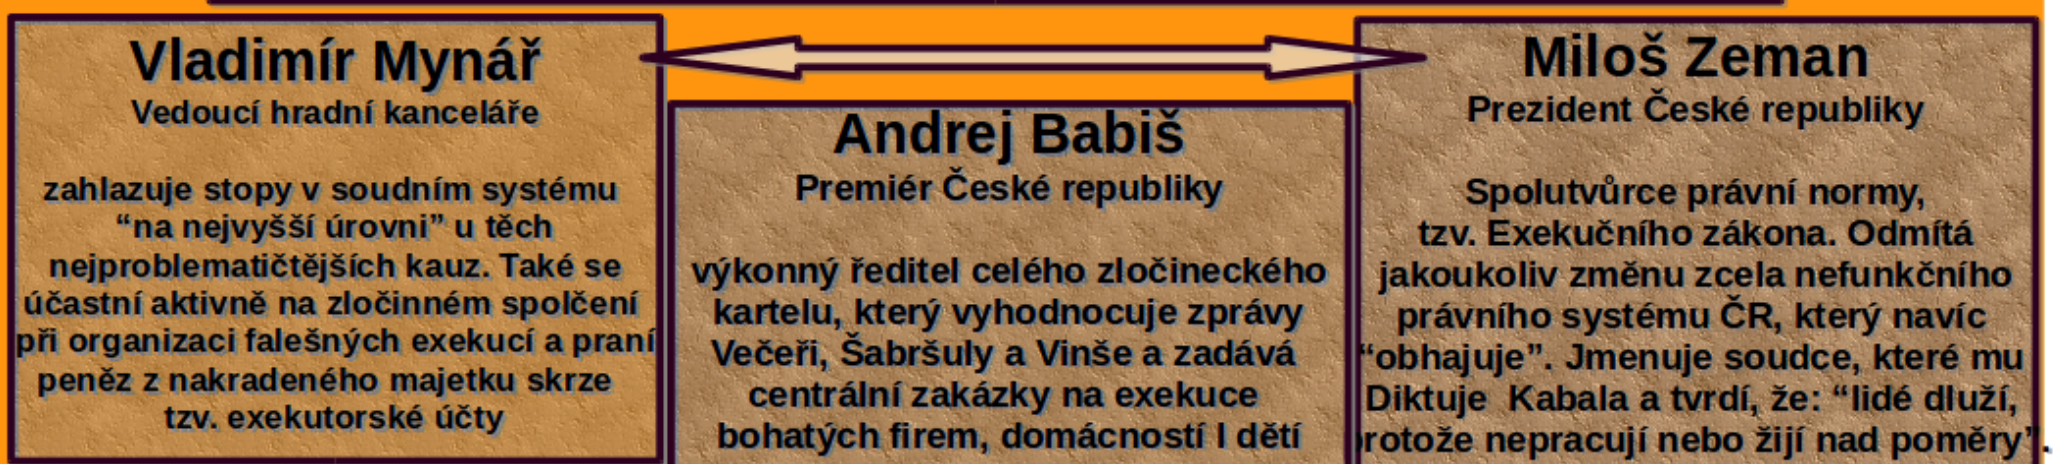 Vladimír Mynář
Vedoucí hradní kanceláře
zahlazuje stopy v soudním systému
“na nejvyšší úrovni” u těch
nejproblematičtějších kauz. Také se
účastní aktivně na zločinném spolčení
při organizaci falešných exekucí a praní
peněz z nakradeného majetku skrze
tzv. exekutorské účty
Andrej Babiš
Premiér České republiky
výkonný ředitel celého zločineckého
kartelu, který vyhodnocuje zprávy
Večeři, Šabršuly a Vinše a zadává
centrální zakázky na exekuce
bohatých firem, domácností I dětí
Miloš Zeman
Prezident České republiky
Spolutvůrce právní normy,
tzv. Exekučního zákona. Odmítá
jakoukoliv změnu zcela nefunkčního
právního systému ČR, který navíc
“obhajuje”. Jmenuje soudce, které mu
Diktuje Kabala a tvrdí, že: “lidé dluží,
protože nepracují nebo žijí nad poměry”.